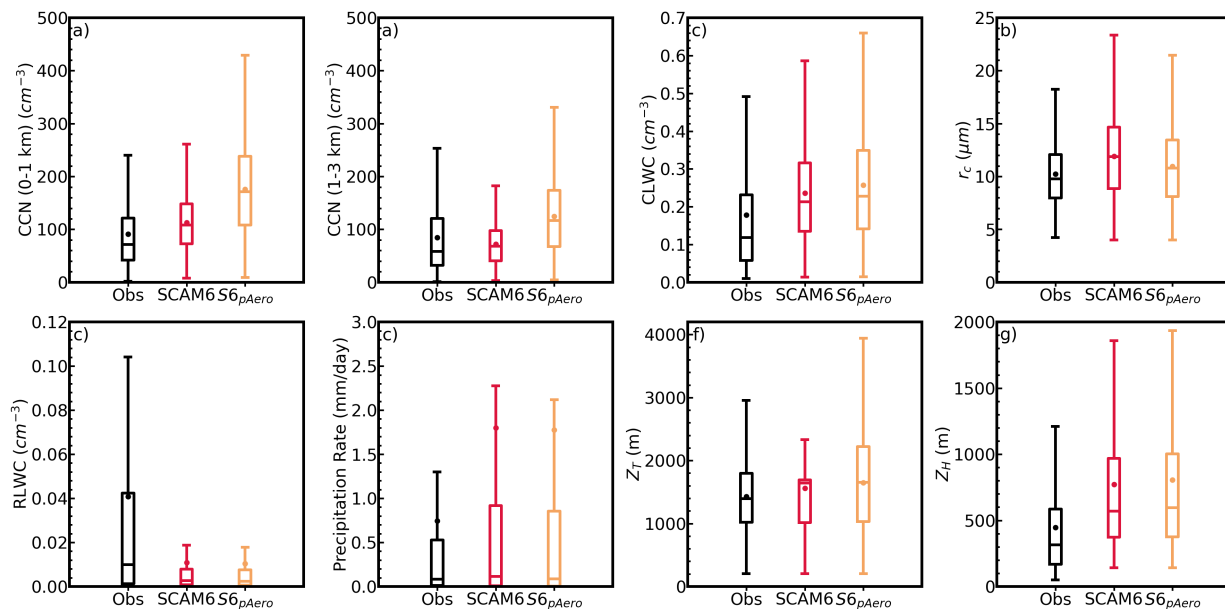 a)
CCN (0-1 km) (cm⁻³)
500
400
300
200
100
0
Obs SCAM6 S6pAero
a)
CCN (1-3 km) (cm⁻³)
500
400
300
200
100
0
Obs SCAM6 S6pAero
c)
CLWC (cm⁻³)
0.7
0.6
0.5
0.4
0.3
0.2
0.1
0.0
Obs SCAM6 S6pAero
b)
r_c (μm)
25
20
15
10
5
0
Obs SCAM6 S6pAero
c)
RLWC (cm⁻³)
0.12
0.10
0.08
0.06
0.04
0.02
0.00
Obs SCAM6 S6pAero
c)
Precipitation Rate (mm/day)
3.0
2.5
2.0
1.5
1.0
0.5
0.0
Obs SCAM6 S6pAero
f)
Z_T (m)
4000
3000
2000
1000
0
Obs SCAM6 S6pAero
g)
Z_H (m)
2000
1500
1000
500
0
Obs SCAM6 S6pAero